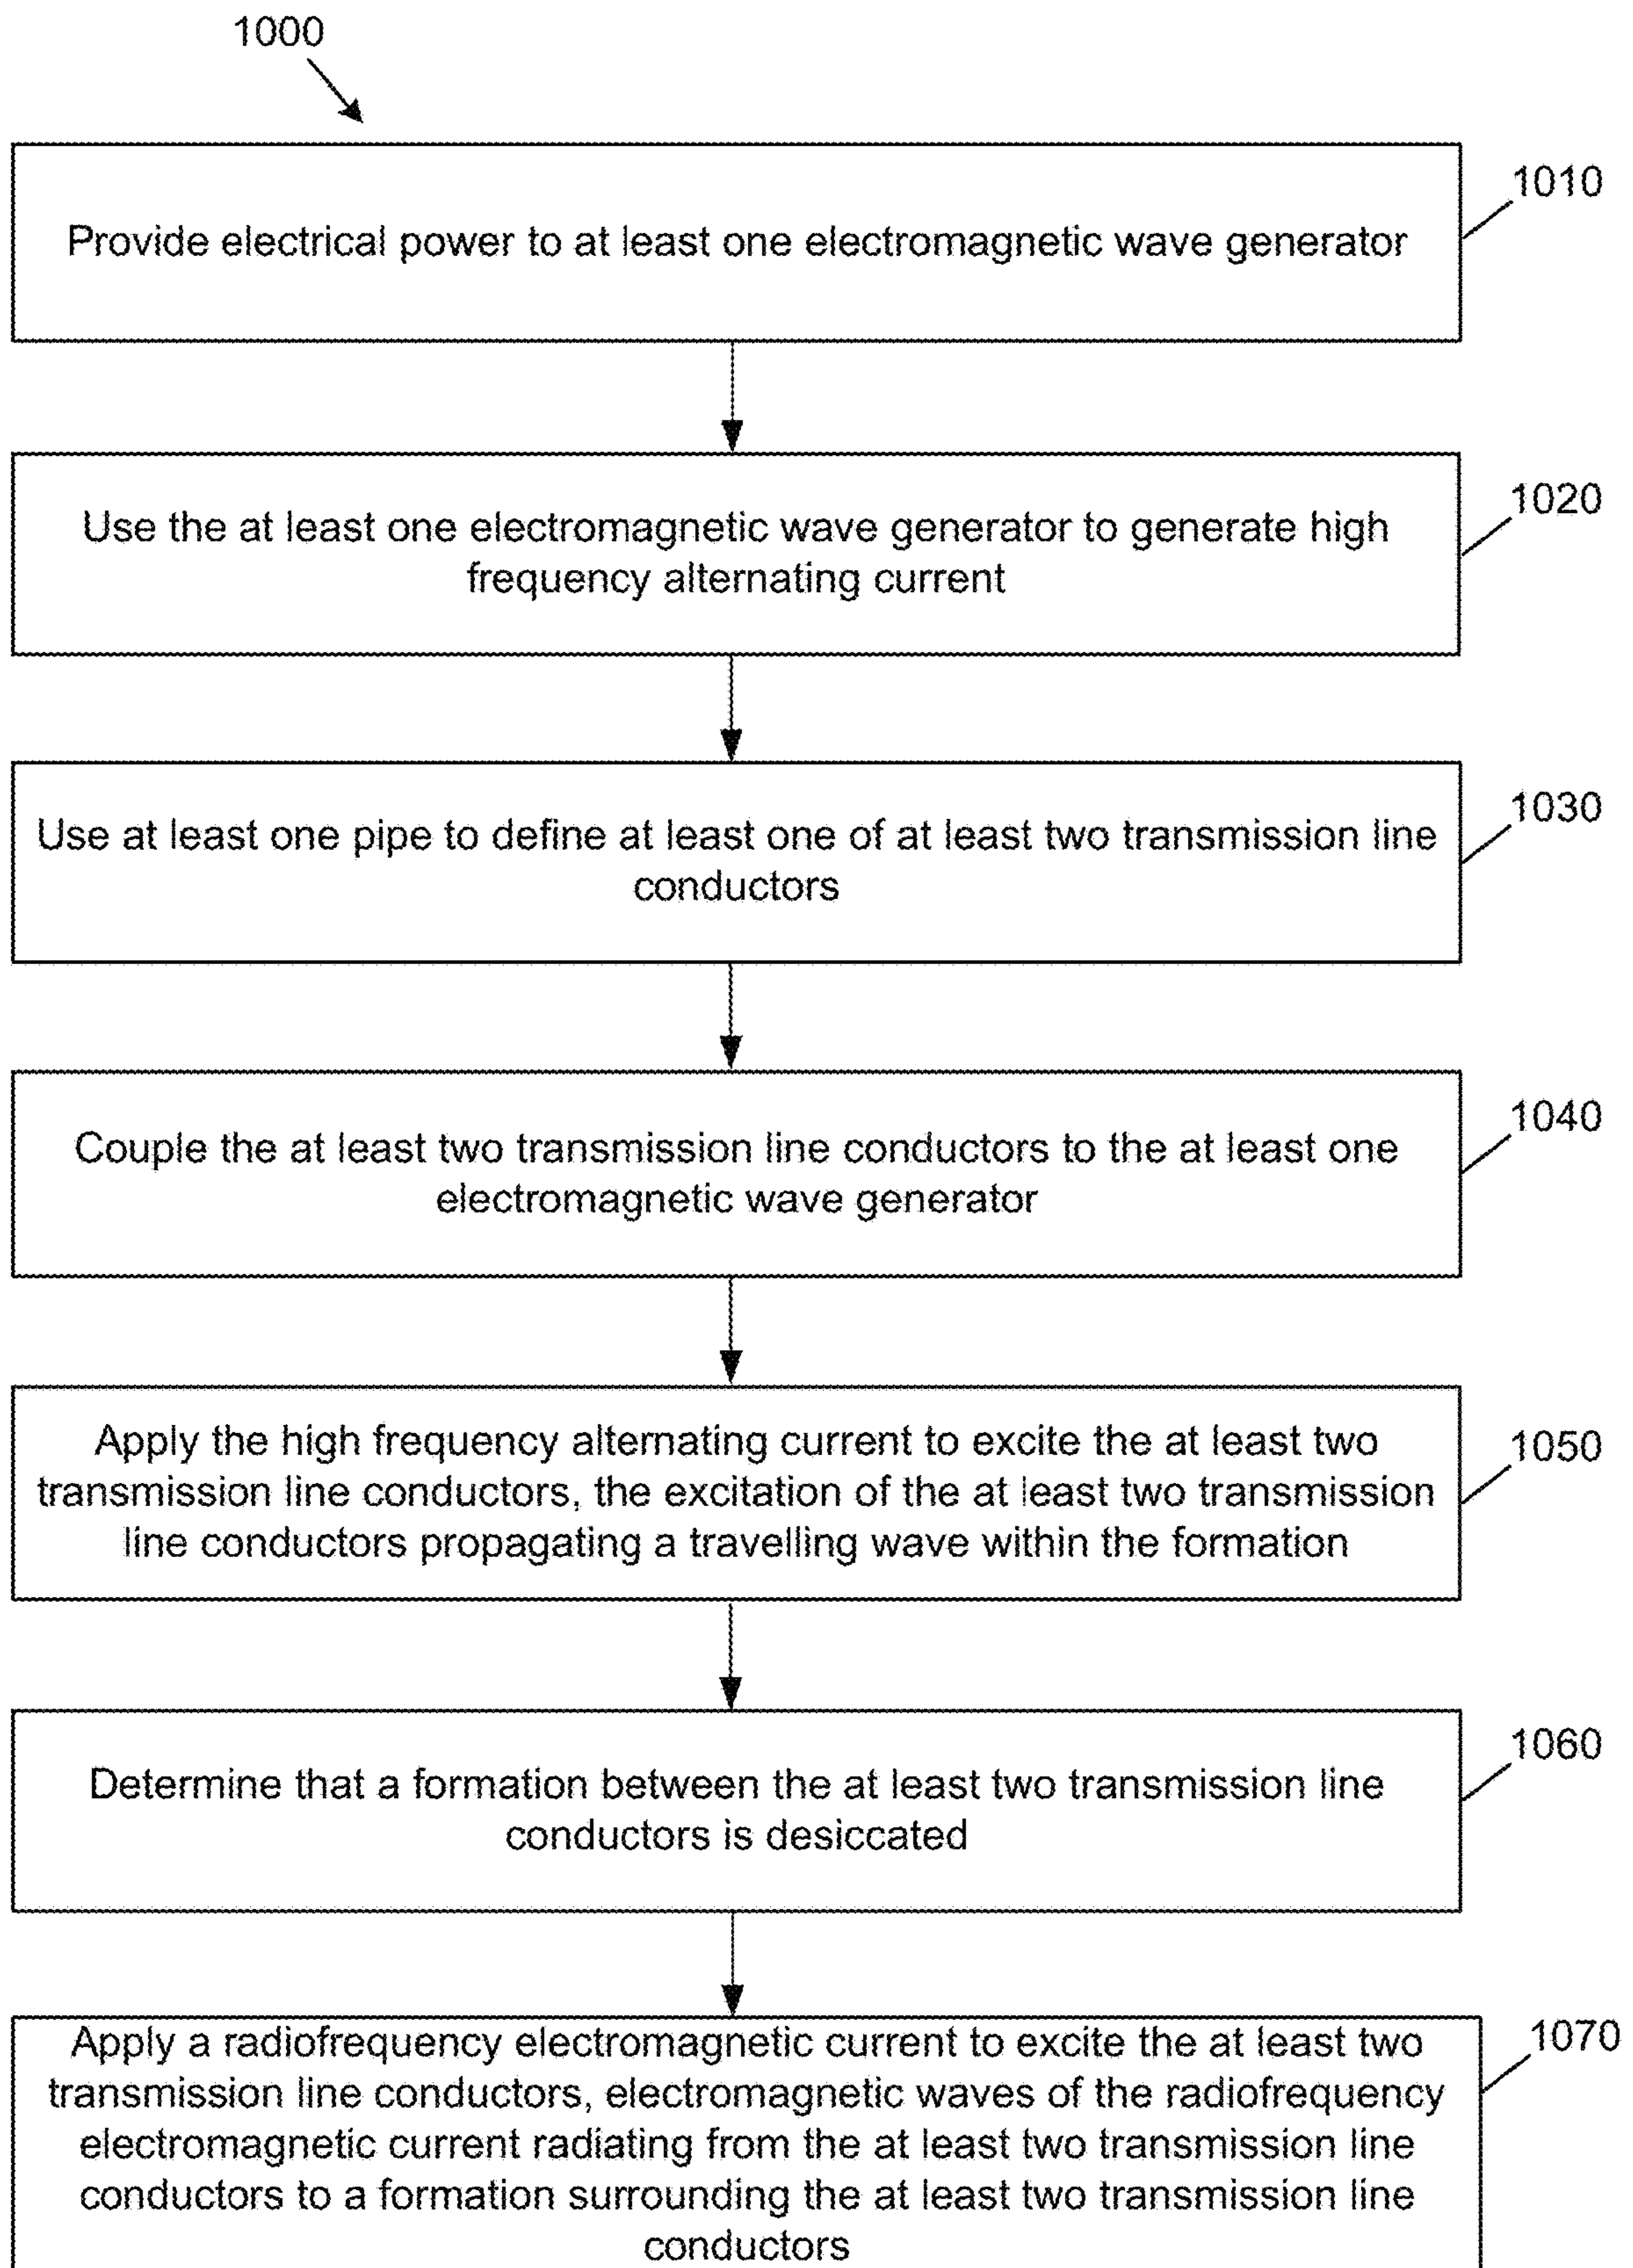 1000
Provide electrical power to at least one electromagnetic wave generator
1010
Use the at least one electromagnetic wave generator to generate high
frequency alternating current
1020
Use at least one pipe to define at least one of at least two transmission line
conductors
1030
Couple the at least two transmission line conductors to the at least one
electromagnetic wave generator
1040
Apply the high frequency alternating current to excite the at least two
transmission line conductors, the excitation of the at least two transmission
line conductors propagating a travelling wave within the formation
1050
Determine that a formation between the at least two transmission line
conductors is desiccated
1060
Apply a radiofrequency electromagnetic current to excite the at least two
transmission line conductors, electromagnetic waves of the radiofrequency
electromagnetic current radiating from the at least two transmission line
conductors to a formation surrounding the at least two transmission line
conductors
1070